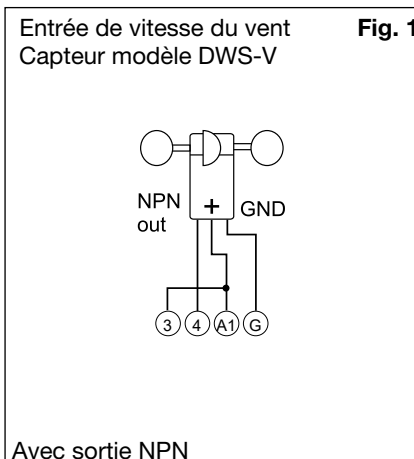 Entrée de vitesse du vent Fig. 1
Capteur modèle DWS-V
NPN + GND
out
3 4 A1 G
Avec sortie NPN